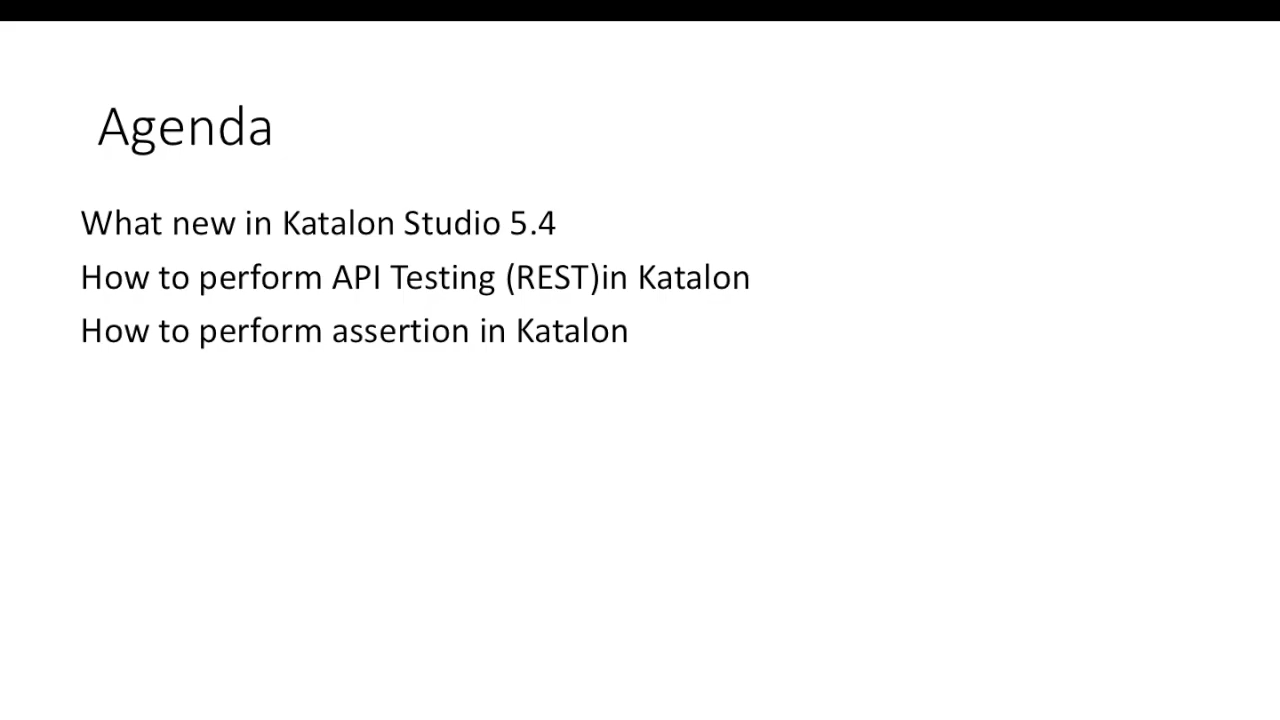 Agenda
What new in Katalon Studio 5.4
How to perform API Testing (REST)in Katalon
How to perform assertion in Katalon